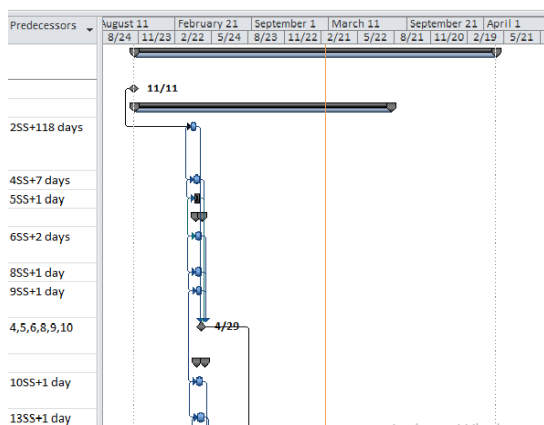 Predecessors
August 11 February 21 September 1 March 11 September 21 April 1
8/24 11/23 2/22 5/24 8/23 11/22 2/21 5/22 8/21 11/20 2/19 5/21
11/11
2SS+118 days
4SS+7 days
5SS+1 day
6SS+2 days
8SS+1 day
9SS+1 day
4,5,6,8,9,10 4/29
10SS+1 day
13SS+1 day